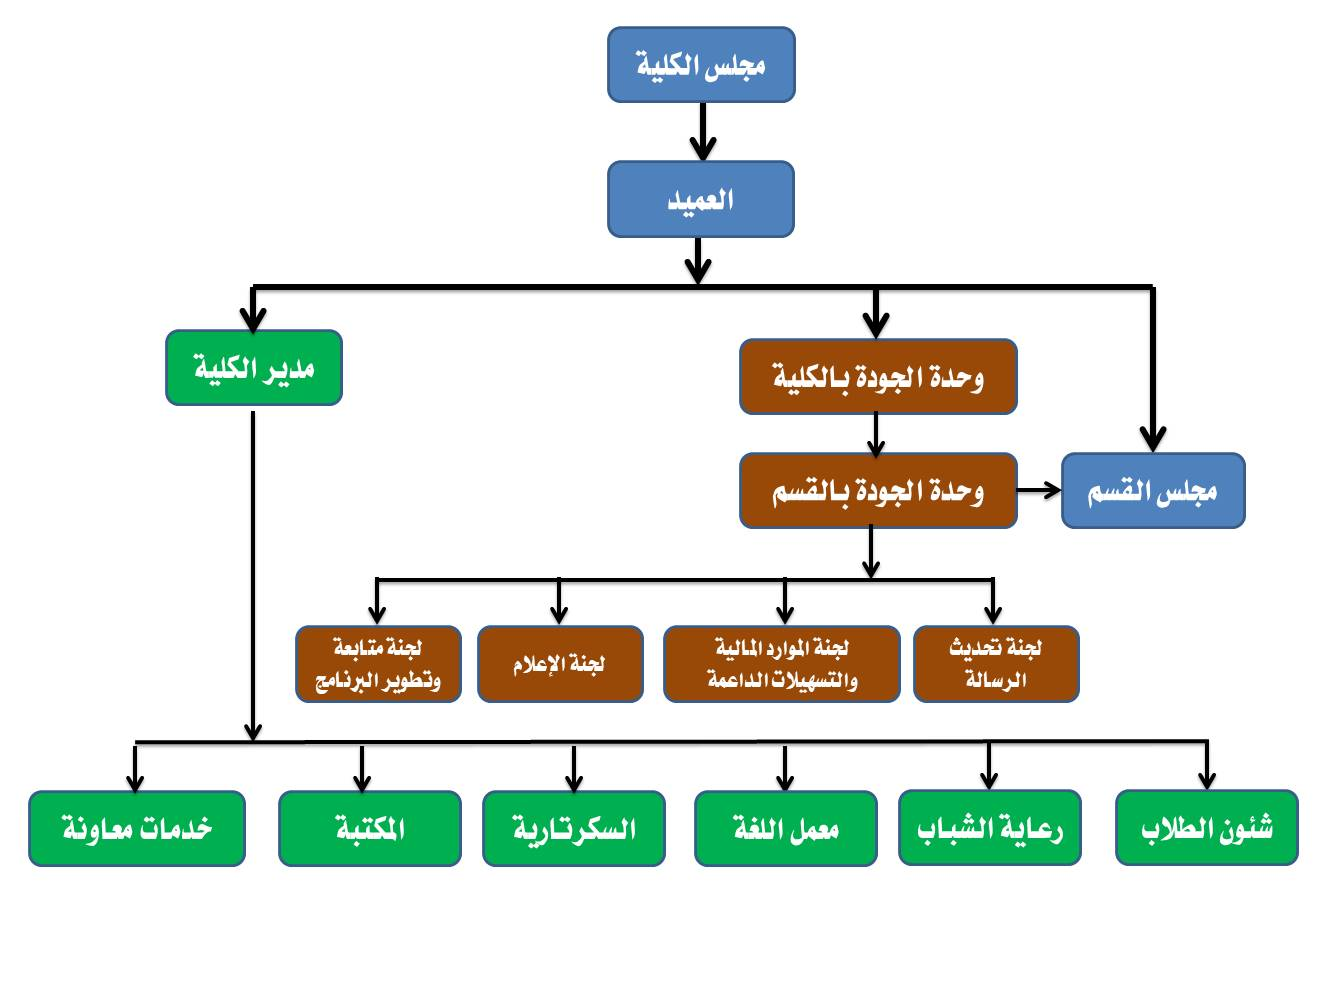 مجلس الكلية
العميد
مدير الكلية
وحدة الجودة بالكلية
مجلس القسم
وحدة الجودة بالقسم
لجنة تحديث
الرسالة
لجنة الموارد المالية
والتسهيلات الداعمة
لجنة الإعلام
لجنة متابعة
وتطوير البرنامج
شئون الطلاب
رعاية الشباب
معمل اللغة
السكرتارية
المكتبة
خدمات معاونة